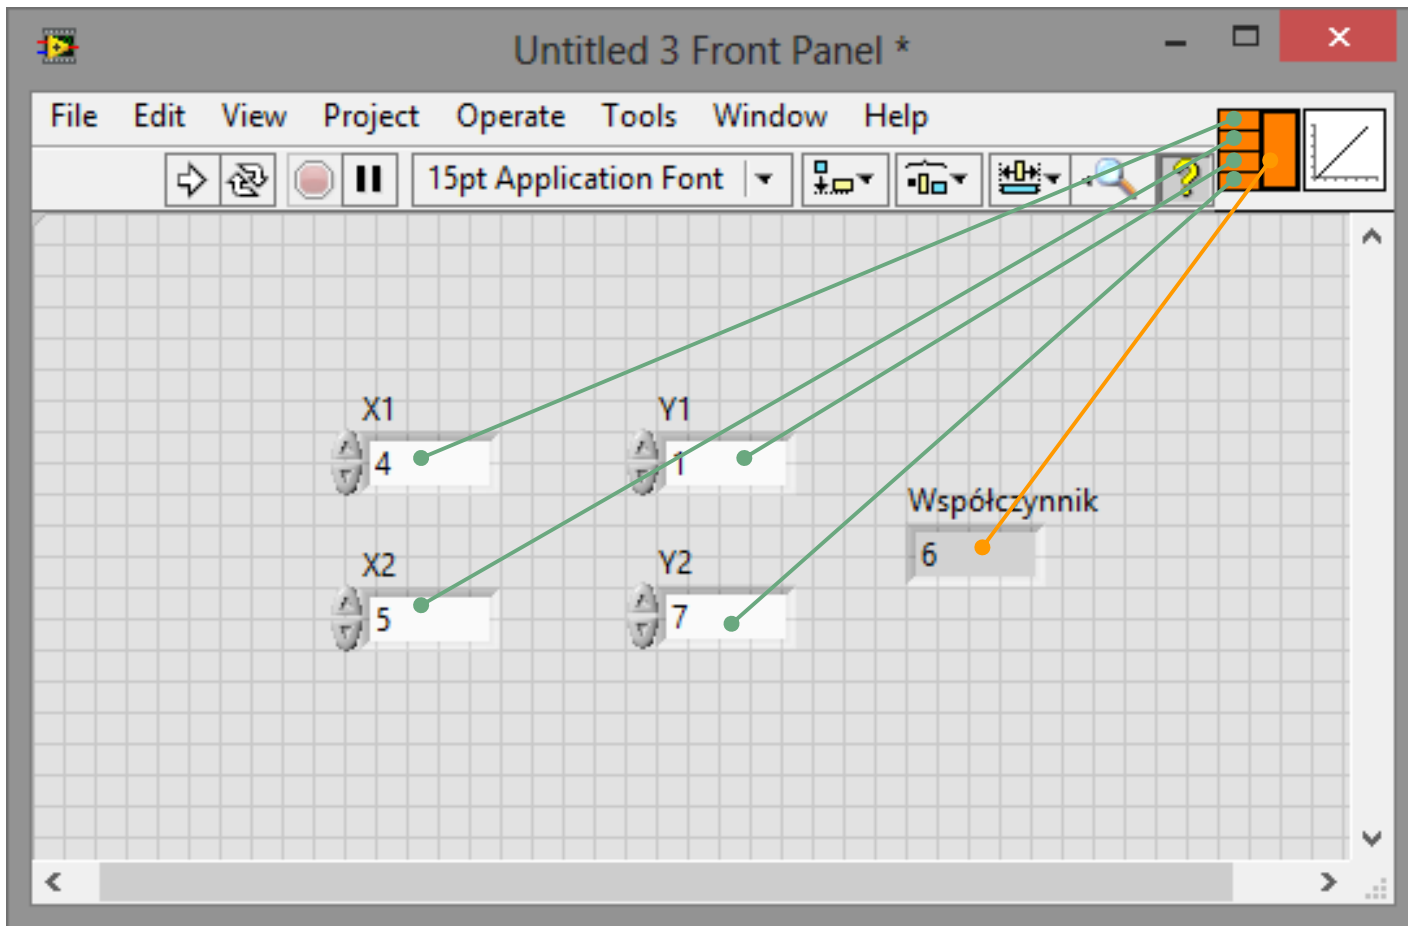 Untitled 3 Front Panel *
File Edit View Project Operate Tools Window Help
15pt Application Font
X1
4
Y1
1
Współczynnik
6
X2
5
Y2
7